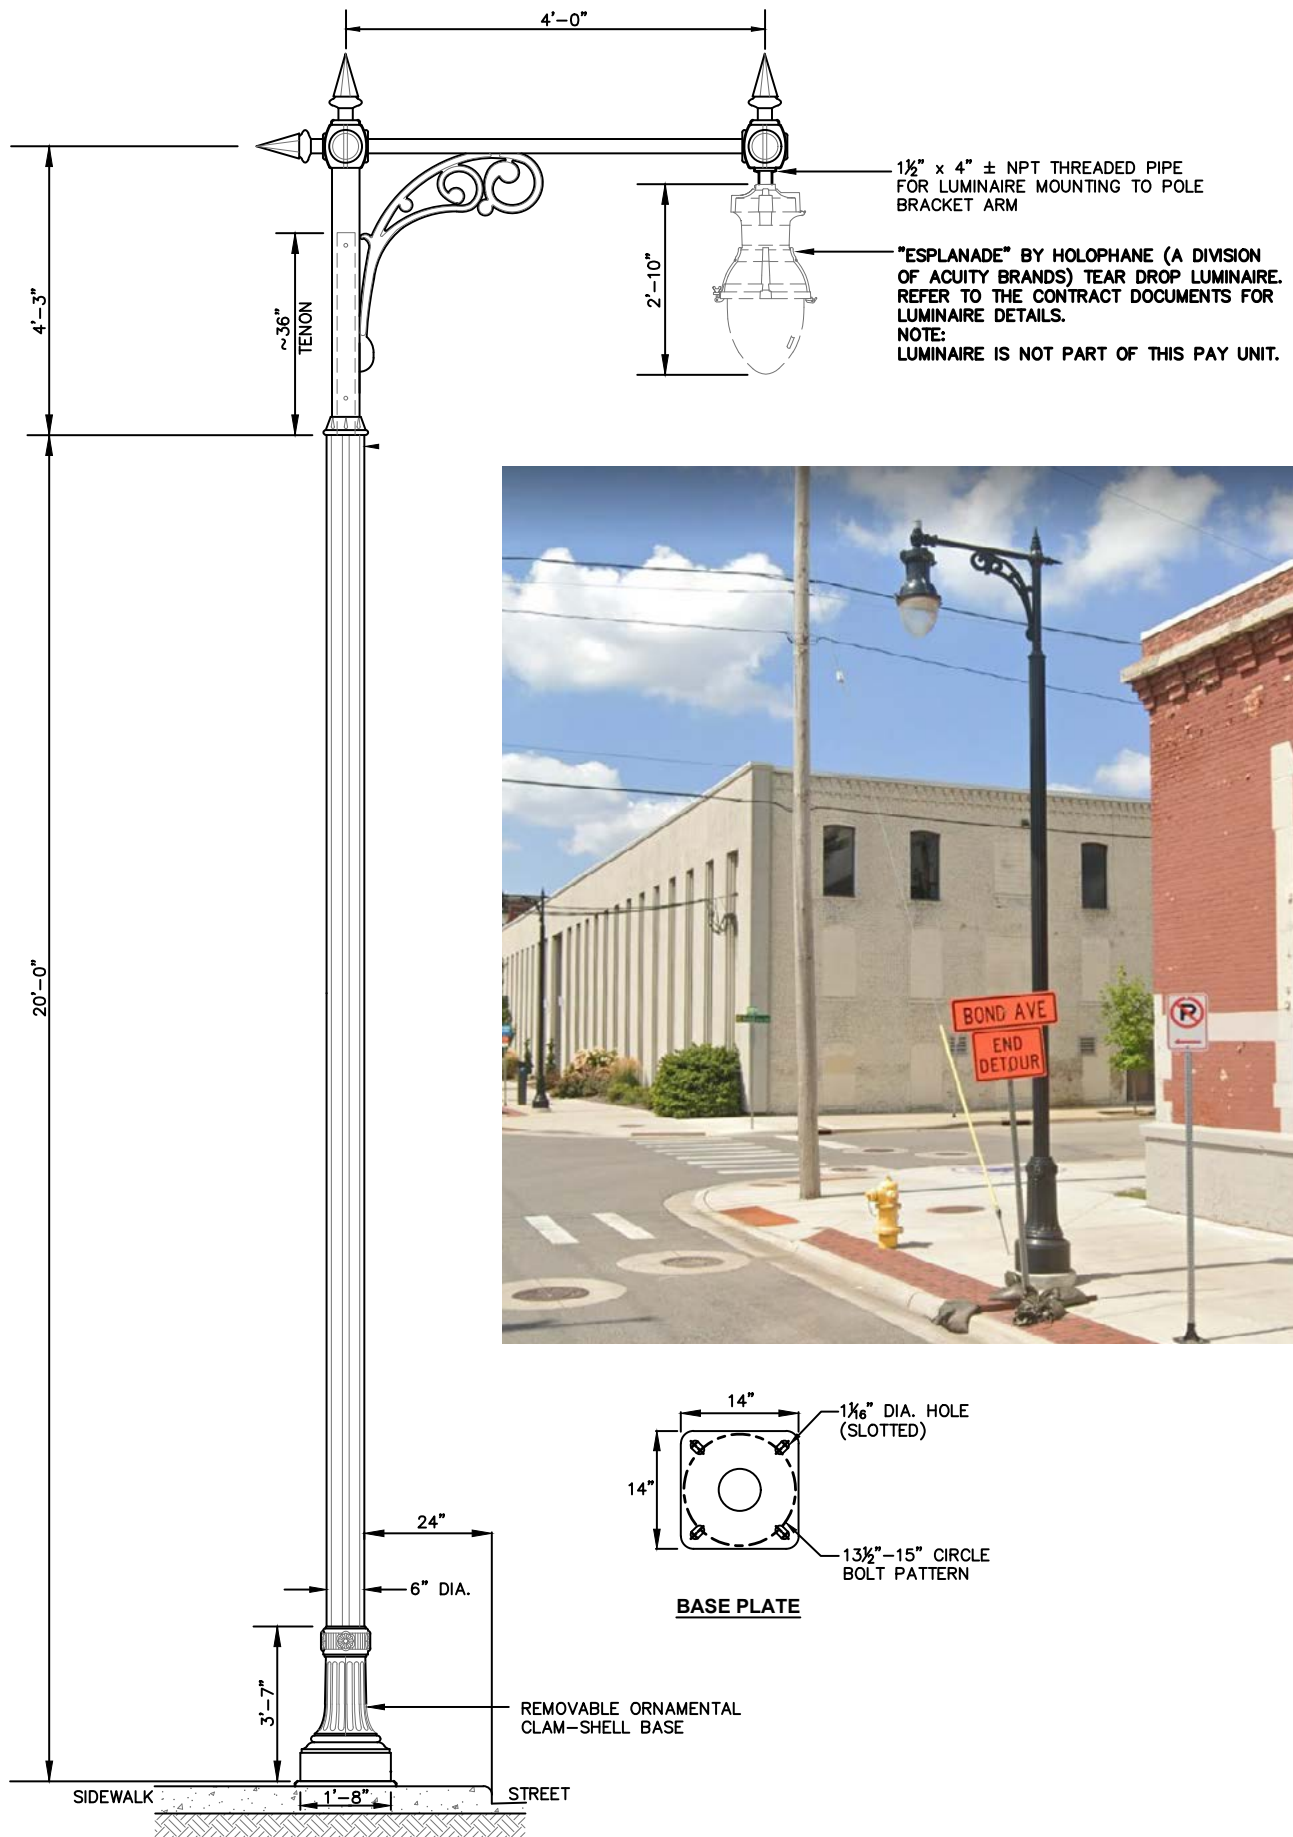 4'-0"
1½" x 4" ± NPT THREADED PIPE
FOR LUMINAIRE MOUNTING TO POLE
BRACKET ARM
"ESPLANADE" BY HOLOPHANE (A DIVISION
OF ACUITY BRANDS) TEAR DROP LUMINAIRE.
REFER TO THE CONTRACT DOCUMENTS FOR
LUMINAIRE DETAILS.
NOTE:
LUMINAIRE IS NOT PART OF THIS PAY UNIT.
2'-10"
4'-3"
~36"
TENON
20'-0"
BOND AVE
END
DETOUR
P
14"
14"
1 1/16" DIA. HOLE
(SLOTTED)
13½"-15" CIRCLE
BOLT PATTERN
BASE PLATE
24"
6" DIA.
3'-7"
REMOVABLE ORNAMENTAL
CLAM-SHELL BASE
SIDEWALK
1'-8"
STREET